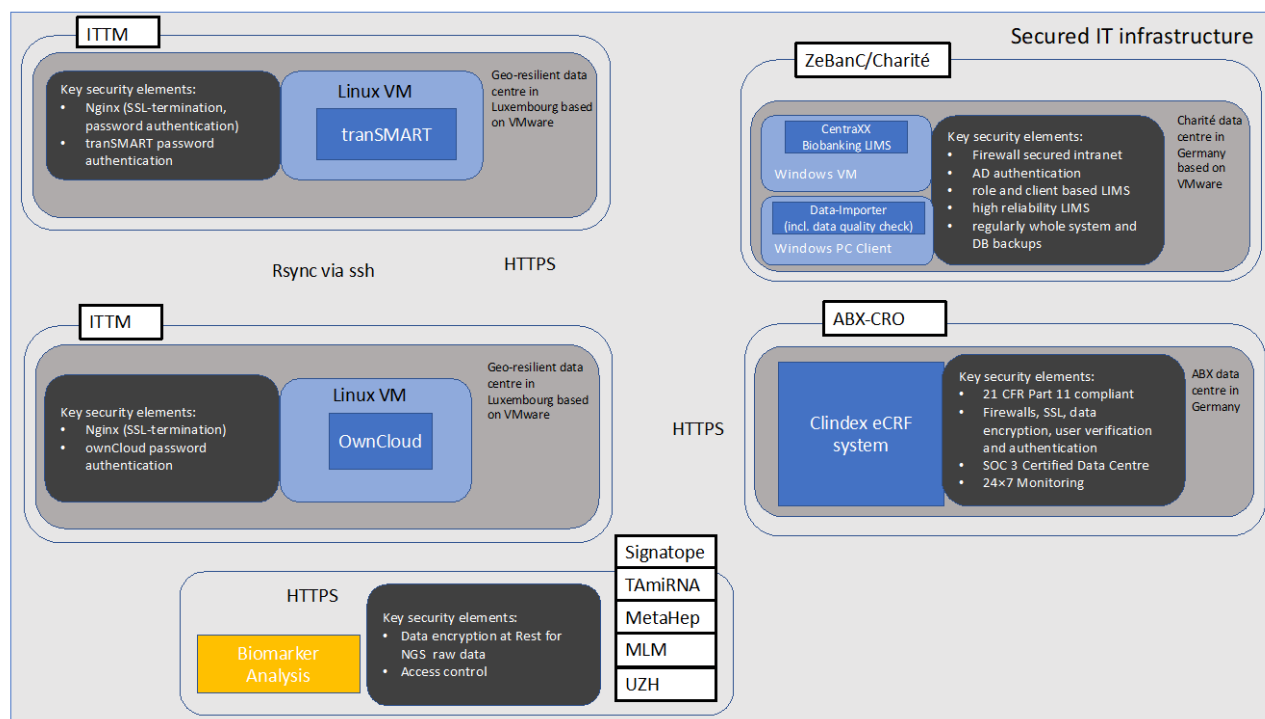 Secured IT infrastructure
ITTM
Key security elements:
• Nginx (SSL-termination,
password authentication)
• tranSMART password
authentication
Linux VM
tranSMART
Geo-resilient data
centre in
Luxembourg based
on VMware
ZeBanC/Charité
CentraXX
Biobanking LIMS
Windows VM
Data-Importer
(incl. data quality check)
Windows PC Client
Key security elements:
• Firewall secured intranet
• AD authentication
• role and client based LIMS
• high reliability LIMS
• regularly whole system and
DB backups
Charité data
centre in
Germany
based on
VMware
Rsync via ssh
HTTPS
ITTM
Key security elements:
• Nginx (SSL-termination)
• ownCloud password
authentication
Linux VM
OwnCloud
Geo-resilient data
centre in
Luxembourg based
on VMware
HTTPS
ABX-CRO
Clindex eCRF
system
Key security elements:
• 21 CFR Part 11 compliant
• Firewalls, SSL, data
encryption, user verification
and authentication
• SOC 3 Certified Data Centre
• 24×7 Monitoring
ABX data
centre in
Germany
HTTPS
Biomarker
Analysis
Key security elements:
• Data encryption at Rest for
NGS raw data
• Access control
Signatope
TAmiRNA
MetaHep
MLM
UZH